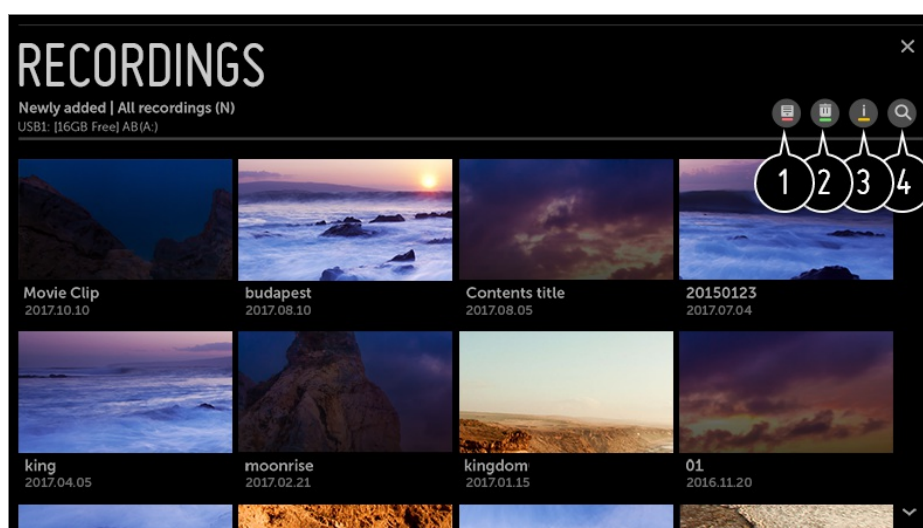 RECORDINGS
Newly added | All recordings (N)
USB1: [16GB Free] AB(A:)
1 2 3 4
Movie Clip budapest Contents title 20150123
2017.10.10 2017.08.10 2017.08.05 2017.07.04
king moonrise kingdom 01
2017.04.05 2017.02.21 2017.01.15 2016.11.20